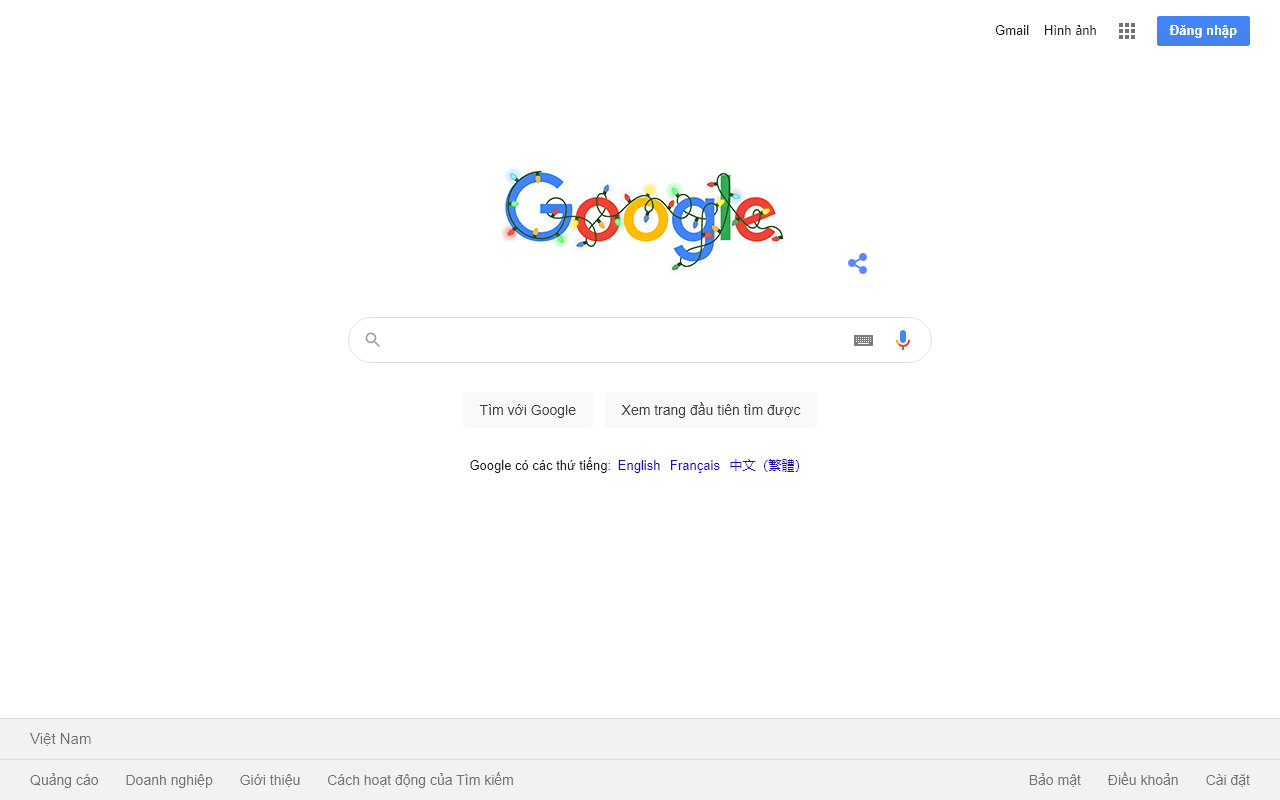 Gmail Hình ảnh Đăng nhập
Google
Tìm với Google Xem trang đầu tiên tìm được
Google có các thứ tiếng: English Français 中文（繁體）
Việt Nam
Quảng cáo Doanh nghiệp Giới thiệu Cách hoạt động của Tìm kiếm Bảo mật Điều khoản Cài đặt